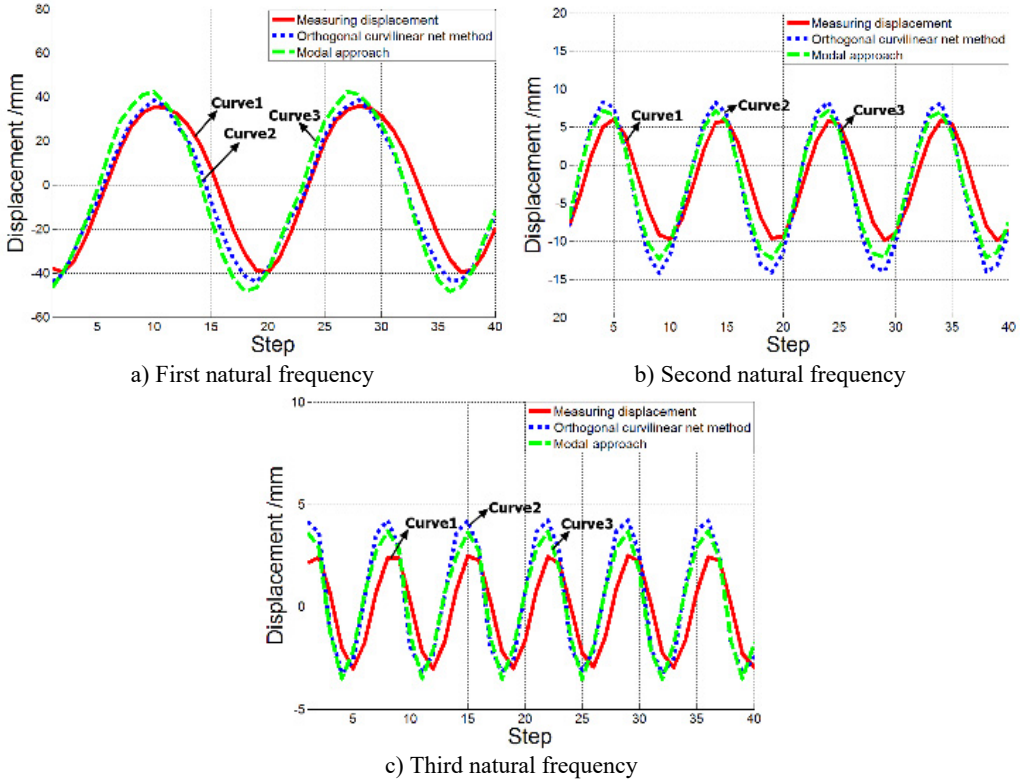 80
60
40
20
0
-20
-40
-60
Displacement /mm
Measuring displacement
Orthogonal curvilinear net method
Modal approach
Curve1
Curve2
Curve3
5 10 15 20 25 30 35 40
Step
a) First natural frequency
20
15
10
5
0
-5
-10
-15
20
Displacement /mm
Measuring displacement
Orthogonal curvilinear net method
Modal approach
Curve1
Curve2
Curve3
5 10 15 20 25 30 35 40
Step
b) Second natural frequency
10
5
0
-5
Displacement /mm
Measuring displacement
Orthogonal curvilinear net method
Modal approach
Curve1
Curve2
Curve3
5 10 15 20 25 30 35 40
Step
c) Third natural frequency